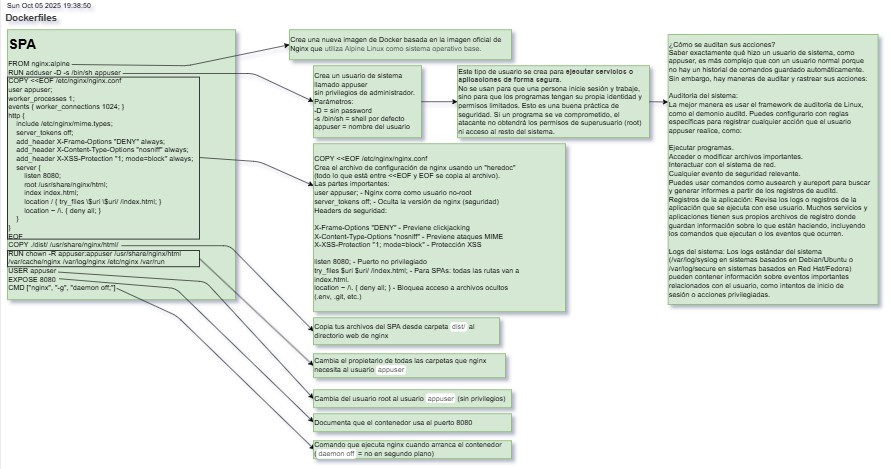 Sun Oct 05 2025 19:38:50
Dockerfiles
SPA
FROM nginx:alpine
RUN adduser -D -s /bin/sh appuser
COPY <<EOF /etc/nginx/nginx.conf
user appuser;
worker_processes 1;
events { worker_connections 1024; }
http {
include /etc/nginx/mime.types;
server_tokens off;
add_header X-Frame-Options "DENY" always;
add_header X-Content-Type-Options "nosniff" always;
add_header X-XSS-Protection "1; mode=block" always;
server {
listen 8080;
root /usr/share/nginx/html;
index index.html;
location / { try_files \$uri \$uri/ /index.html; }
location ~ /\. { deny all; }
}
}
EOF
COPY ./dist/ /usr/share/nginx/html/
RUN chown -R appuser:appuser /usr/share/nginx/html
/var/cache/nginx /var/log/nginx /etc/nginx /var/run
USER appuser
EXPOSE 8080
CMD ["nginx", "-g", "daemon off;"]
Crea una nueva imagen de Docker basada en la imagen oficial de
Nginx que utiliza Alpine Linux como sistema operativo base.
Crea un usuario de sistema
llamado appuser
sin privilegios de administrador.
Parámetros:
-D = sin password
-s /bin/sh = shell por defecto
appuser = nombre del usuario
Este tipo de usuario se crea para ejecutar servicios o
aplicaciones de forma segura.
No se usan para que una persona inicie sesión y trabaje,
sino para que los programas tengan su propia identidad y
permisos limitados. Esto es una buena práctica de
seguridad. Si un programa se ve comprometido, el
atacante no obtendrá los permisos de superusuario (root)
ni acceso al resto del sistema.
¿Cómo se auditan sus acciones?
Saber exactamente qué hizo un usuario de sistema, como
appuser, es más complejo que con un usuario normal porque
no hay un historial de comandos guardado automáticamente.
Sin embargo, hay maneras de auditar y rastrear sus acciones:
Auditoría del sistema:
La mejor manera es usar el framework de auditoría de Linux,
como el demonio auditd. Puedes configurarlo con reglas
específicas para registrar cualquier acción que el usuario
appuser realice, como:
Ejecutar programas.
Acceder o modificar archivos importantes.
Interactuar con el sistema de red.
Cualquier evento de seguridad relevante.
Puedes usar comandos como ausearch y aureport para buscar
y generar informes a partir de los registros de auditd.
Registros de la aplicación: Revisa los logs o registros de la
aplicación que se ejecuta con ese usuario. Muchos servicios y
aplicaciones tienen sus propios archivos de registro donde
guardan información sobre lo que están haciendo, incluyendo
los comandos que ejecutan o los eventos que ocurren.
Logs del sistema: Los logs estándar del sistema
(/var/log/syslog en sistemas basados en Debian/Ubuntu o
/var/log/secure en sistemas basados en Red Hat/Fedora)
pueden contener información sobre eventos importantes
relacionados con el usuario, como intentos de inicio de
sesión o acciones privilegiadas.
COPY <<EOF /etc/nginx/nginx.conf
Crea el archivo de configuración de nginx usando un "heredoc"
(todo lo que está entre <<EOF y EOF se copia al archivo).
Las partes importantes:
user appuser; - Nginx corre como usuario no-root
server_tokens off; - Oculta la versión de nginx (seguridad)
Headers de seguridad:
X-Frame-Options "DENY" - Previene clickjacking
X-Content-Type-Options "nosniff" - Previene ataques MIME
X-XSS-Protection "1; mode=block" - Protección XSS
listen 8080; - Puerto no privilegiado
try_files $uri $uri/ /index.html; - Para SPAs: todas las rutas van a
index.html.
location ~ /\. { deny all; } - Bloquea acceso a archivos ocultos
(.env, .git, etc.)
Copia tus archivos del SPA desde carpeta dist/ al
directorio web de nginx
Cambia el propietario de todas las carpetas que nginx
necesita al usuario appuser
Cambia del usuario root al usuario appuser (sin privilegios)
Documenta que el contenedor usa el puerto 8080
Comando que ejecuta nginx cuando arranca el contenedor
( daemon off = no en segundo plano)